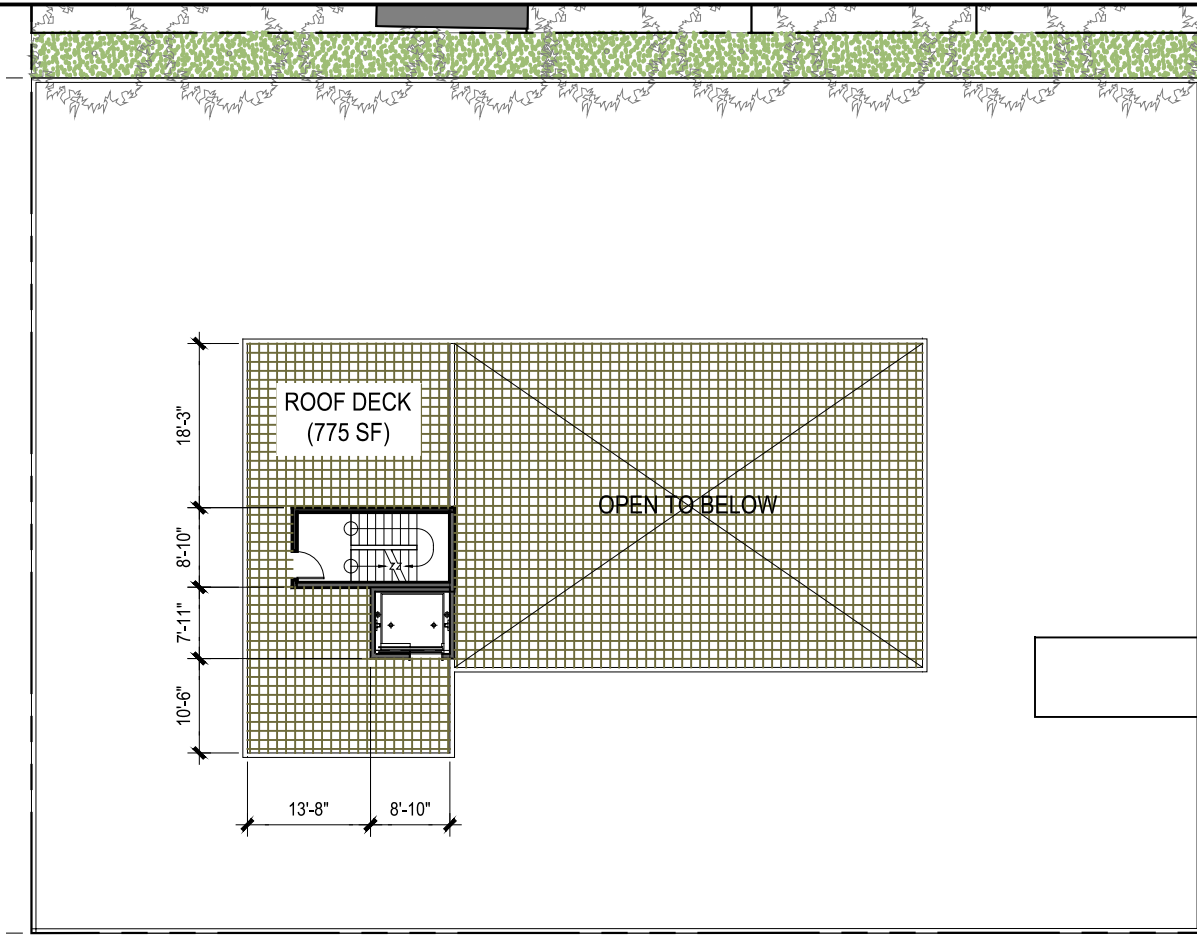 ROOF DECK
(775 SF)
OPEN TO BELOW
18'-3"
8'-10"
7'-11"
10'-6"
13'-8"
8'-10"